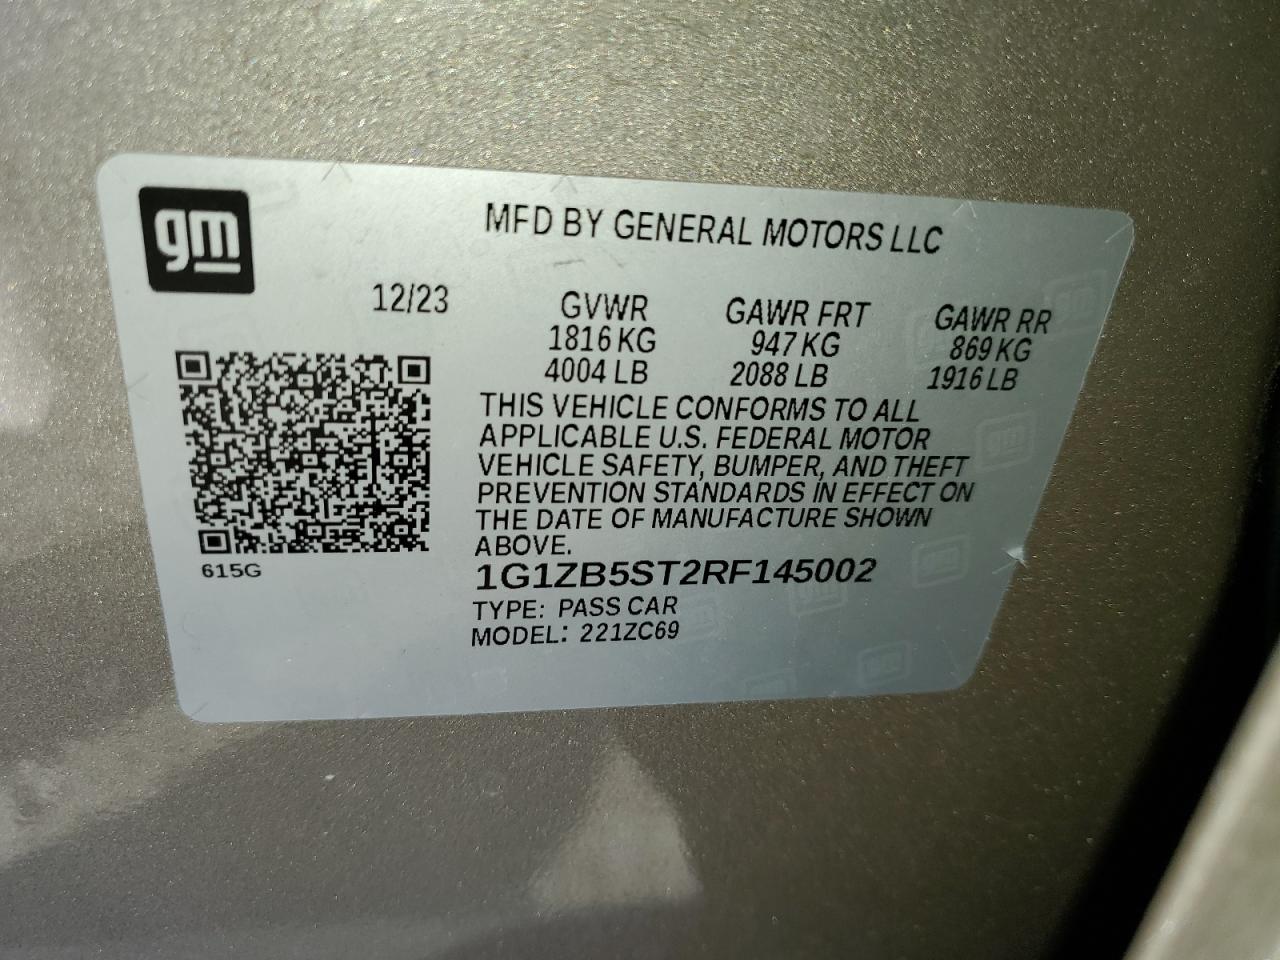 gm
MFD BY GENERAL MOTORS LLC
12/23
GVWR GAWR FRT GAWR RR
1816 KG 947 KG 869 KG
4004 LB 2088 LB 1916 LB
THIS VEHICLE CONFORMS TO ALL
APPLICABLE U.S. FEDERAL MOTOR
VEHICLE SAFETY, BUMPER, AND THEFT
PREVENTION STANDARDS IN EFFECT ON
THE DATE OF MANUFACTURE SHOWN
ABOVE.
615G
1G1ZB5ST2RF145002
TYPE: PASS CAR
MODEL: 221ZC69